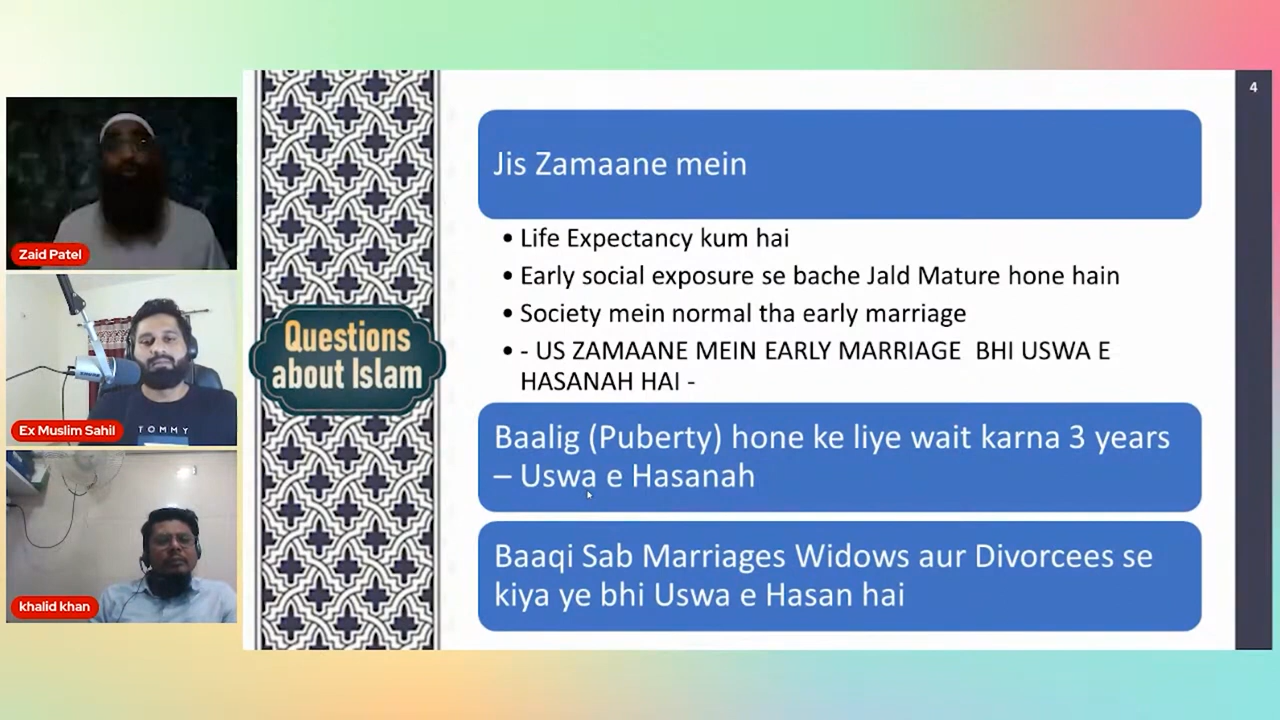 4
Zaid Patel
Ex Muslim Sahil
TOMMY
khalid khan
Questions
about Islam
Jis Zamaane mein
• Life Expectancy kum hai
• Early social exposure se bache Jald Mature hone hain
• Society mein normal tha early marriage
• - US ZAMAANE MEIN EARLY MARRIAGE BHI USWA E
HASANAH HAI -
Baalig (Puberty) hone ke liye wait karna 3 years
– Uswa e Hasanah
Baaqi Sab Marriages Widows aur Divorcees se
kiya ye bhi Uswa e Hasan hai